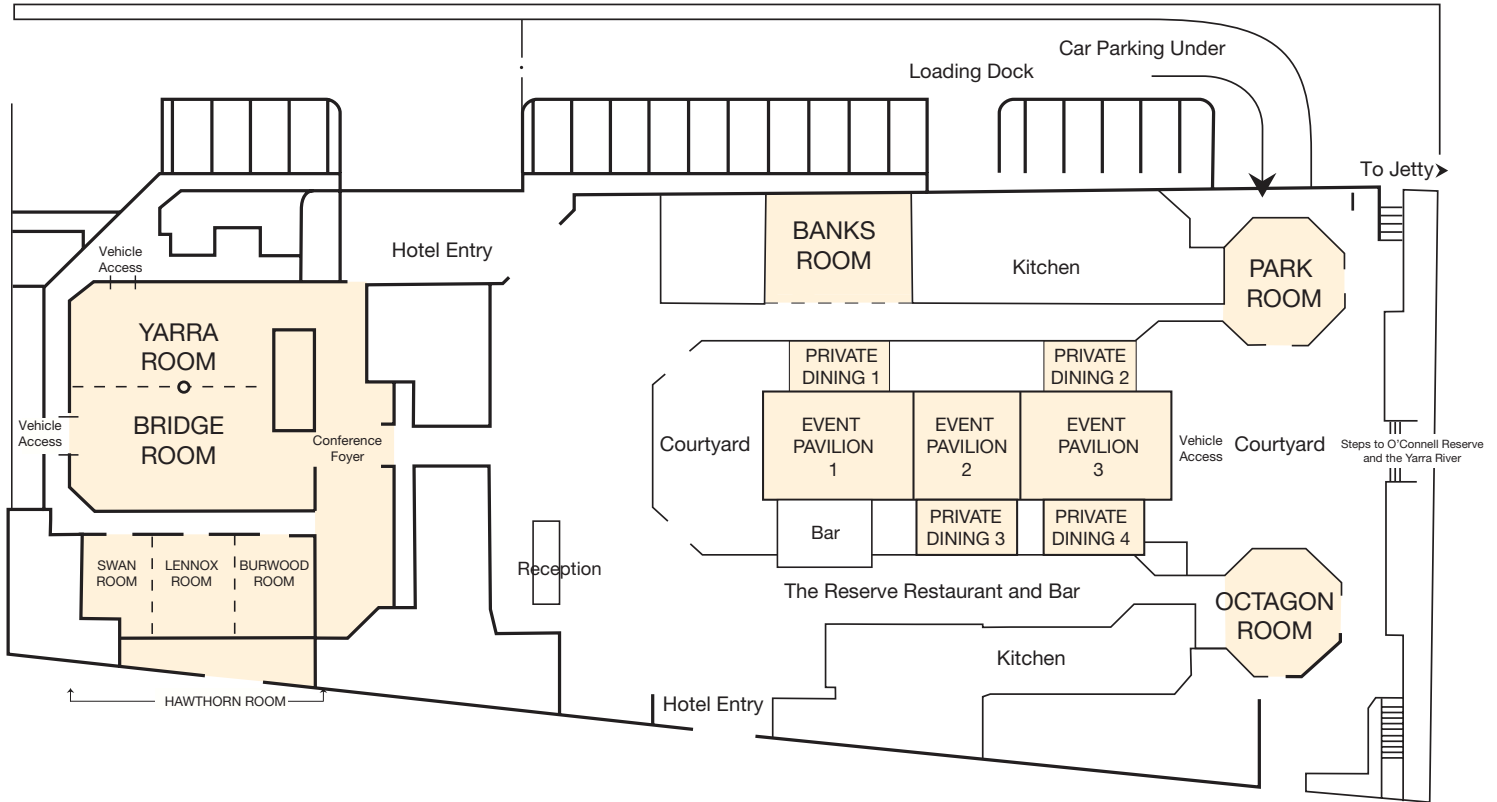 Car Parking Under
Loading Dock
To Jetty
Vehicle
Access
Hotel Entry
BANKS
ROOM
Kitchen
PARK
ROOM
YARRA
ROOM
BRIDGE
ROOM
Vehicle
Access
Conference
Foyer
PRIVATE
DINING 1
PRIVATE
DINING 2
Courtyard
EVENT
PAVILION
1
EVENT
PAVILION
2
EVENT
PAVILION
3
Vehicle
Access
Courtyard
Steps to O'Connell Reserve
and the Yarra River
Bar
PRIVATE
DINING 3
PRIVATE
DINING 4
SWAN
ROOM
LENNOX
ROOM
BURWOOD
ROOM
Reception
The Reserve Restaurant and Bar
OCTAGON
ROOM
Kitchen
HAWTHORN ROOM
Hotel Entry